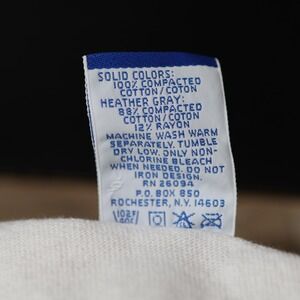 SOLID COLORS:
100% COMPACTED
COTTON/COTON
HEATHER GRAY:
88% COMPACTED
COTTON/COTON
12% RAYON
MACHINE WASH WARM
SEPARATELY. TUMBLE
DRY LOW. ONLY NON-
CHLORINE BLEACH
WHEN NEEDED. DO NOT
IRON DESIGN.
RN 26094
P.O. BOX 850
ROCHESTER, N.Y. 14603
102F